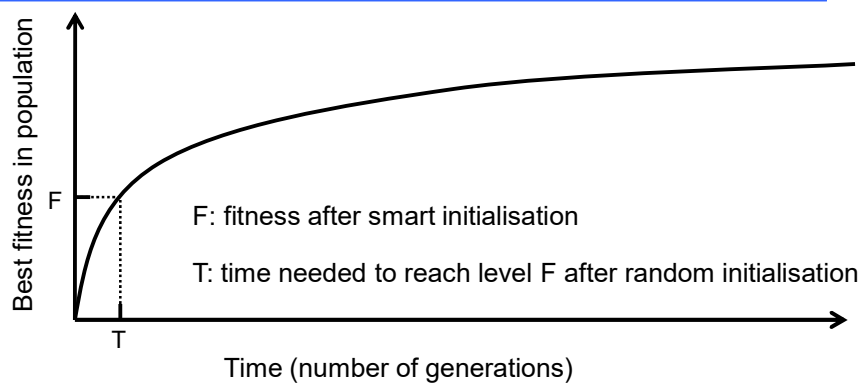 Best fitness in population
F
F: fitness after smart initialisation
T: time needed to reach level F after random initialisation
T
Time (number of generations)